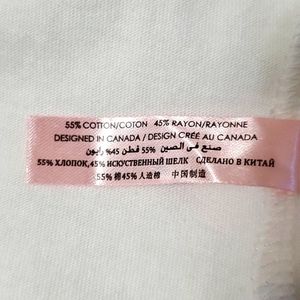 55% COTTON/COTON 45% RAYON/RAYONNE
DESIGNED IN CANADA / DESIGN CRÉÉ AU CANADA
صنع في الصين 55% قطن 45% رايون
55% ХЛОПОК,45% ИСКУСТВЕННЫЙ ШЕЛК СДЕЛАНО В КИТАЙ
55% 棉45% 人造棉 中国制造